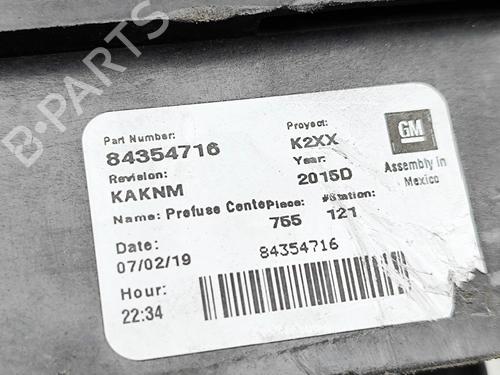 B-PARTS
Part Number:
84354716
Revision:
KAKNM
Name: Prefuse Cente
Date:
07/02/19
Hour:
22:34
Proyect:
K2XX
Year:
2015D
Piece: #Station:
755 121
84354716
GM
Assembly in
Mexico